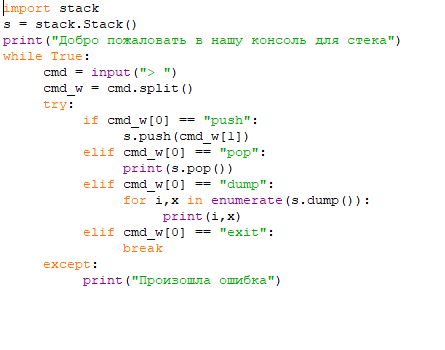 import stack
s = stack.Stack()
print("Добро пожаловать в нашу консоль для стека")
while True:
     cmd = input("> ")
     cmd_w = cmd.split()
     try:
          if cmd_w[0] == "push":
               s.push(cmd_w[1])
          elif cmd_w[0] == "pop":
               print(s.pop())
          elif cmd_w[0] == "dump":
               for i,x in enumerate(s.dump()):
                    print(i,x)
          elif cmd_w[0] == "exit":
               break
     except:
          print("Произошла ошибка")